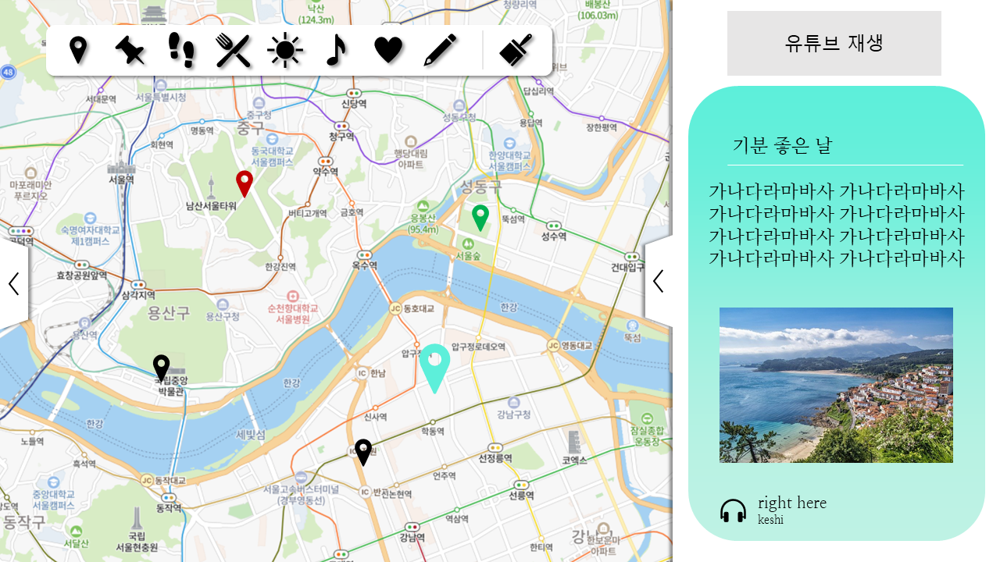 낙산
(124.3m)
청량리역
배봉산
(106.03m)
48
서대문역
서울특별시청
신당역
답십리역
중구청
중구
명동역
회현역
청구역
성동구청
용답역
장한평역
동국대학교
서울캠퍼스
행당대림
아파트
한양대학교
서울캠퍼스
약수역
마포래미안
푸르지오
서울역
성동구
남산서울타워
버티고개역
금호역
응봉산
(95.4m)
뚝섬역
성수역
숙명여자대학교
제1캠퍼스
공덕역
서울숲
효창공원앞역
한강진역
옥수역
건대입구
삼각지역
용산구
용산구청
순천향대학교
서울병원
JC 동호대교
한강
뚝섬
용산역
압구정로데오역
JC 영동대교
국립중앙
박물관
한강
IC 한남
강남구청
한강
세빛섬
신사역
학동역
잠실종합
운동장
노들역
흑석역
선정릉역
코엑스
JC 동작대교
언주역
중앙대학교
서울캠퍼스
서울고속버스터미널
(경부영동선)
IC 반
논현역
선릉역
동작역
역삼역
동작구
서달산
국립
서울현충원
강남역
한티역
한보은마
아파트
유튜브 재생
기분 좋은 날
가나다라마바사 가나다라마바사
가나다라마바사 가나다라마바사
가나다라마바사 가나다라마바사
가나다라마바사 가나다라마바사
right here
keshi